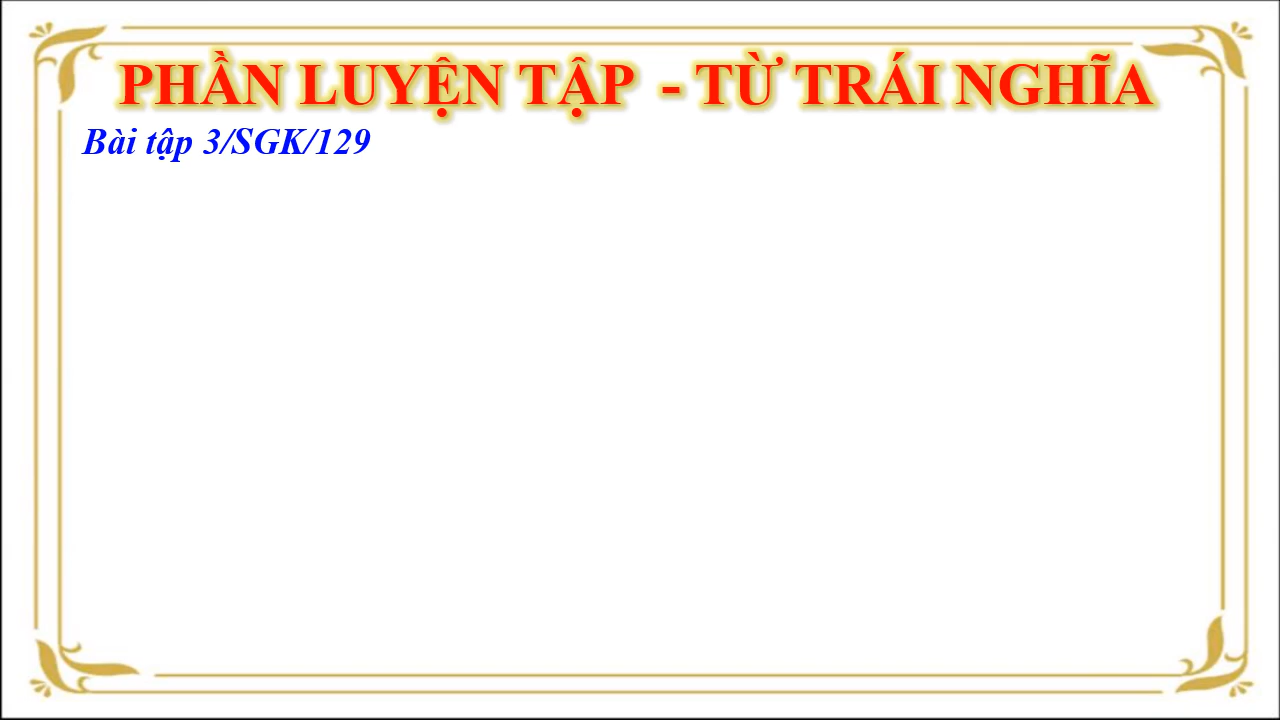 PHẦN LUYỆN TẬP - TỪ TRÁI NGHĨA
Bài tập 3/SGK/129